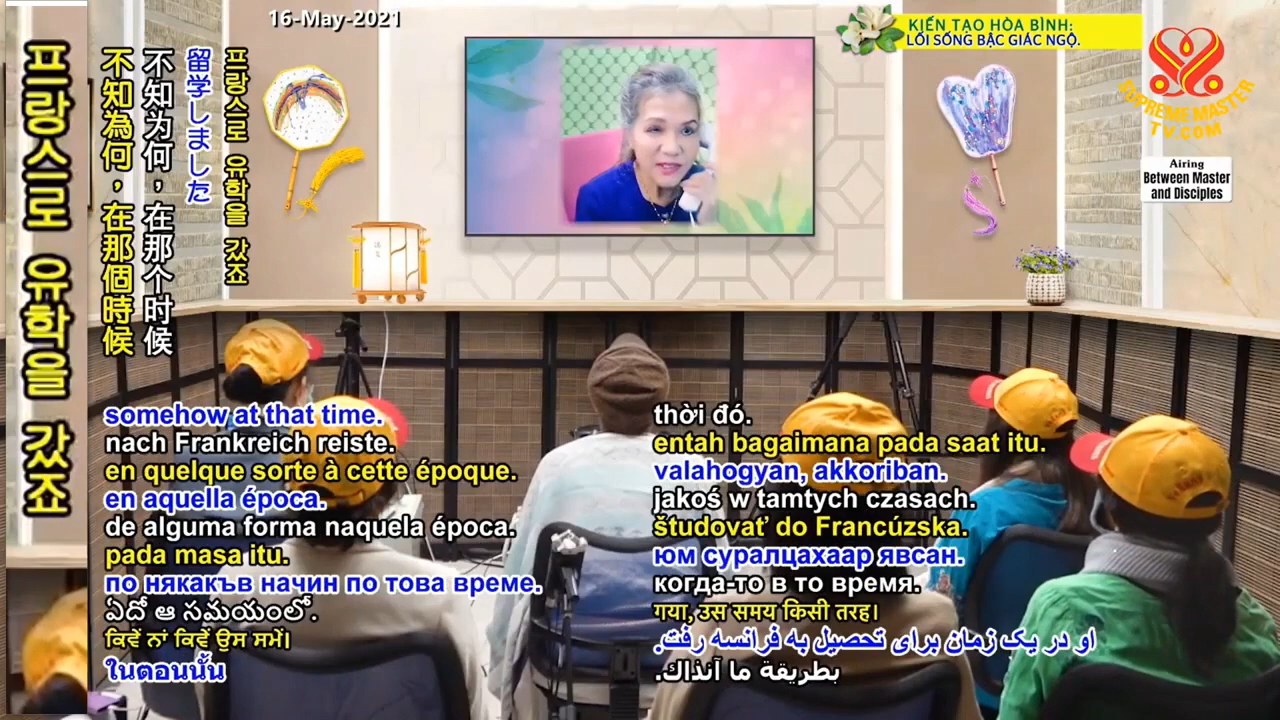 16-May-2021
KIẾN TẠO HÒA BÌNH:
LỐI SỐNG BẬC GIÁC NGỘ.
SUPREME MASTER
TV.COM
Airing
Between Master
and Disciples
프랑스로 유학을 갔죠
不知為何，在那個時候
不知为何，在那个时候
留学しました
프랑스로 유학을 갔죠
somehow at that time.
nach Frankreich reiste.
en quelque sorte à cette époque.
en aquella época.
de alguma forma naquela época.
pada masa itu.
по някакъв начин по това време.
ఏదో ఆ సమయంలో.
ਕਿਵੇਂ ਨਾਂ ਕਿਵੇਂ ਉਸ ਸਮੇਂ।
ในตอนนั้น
thời đó.
entah bagaimana pada saat itu.
valahogyan, akkoriban.
jakoś w tamtych czasach.
študovať do Francúzska.
юм суралцахаар явсан.
когда-то в то время.
गया, उस समय किसी तरह।
او در یک زمان برای تحصیل به فرانسه رفت.
بطريقة ما آنذاك.